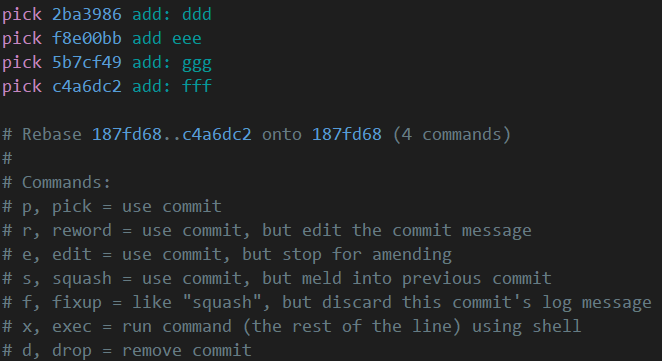 pick 2ba3986 add: ddd
pick f8e00bb add eee
pick 5b7cf49 add: ggg
pick c4a6dc2 add: fff
# Rebase 187fd68..c4a6dc2 onto 187fd68 (4 commands)
#
# Commands:
# p, pick = use commit
# r, reword = use commit, but edit the commit message
# e, edit = use commit, but stop for amending
# s, squash = use commit, but meld into previous commit
# f, fixup = like "squash", but discard this commit's log message
# x, exec = run command (the rest of the line) using shell
# d, drop = remove commit